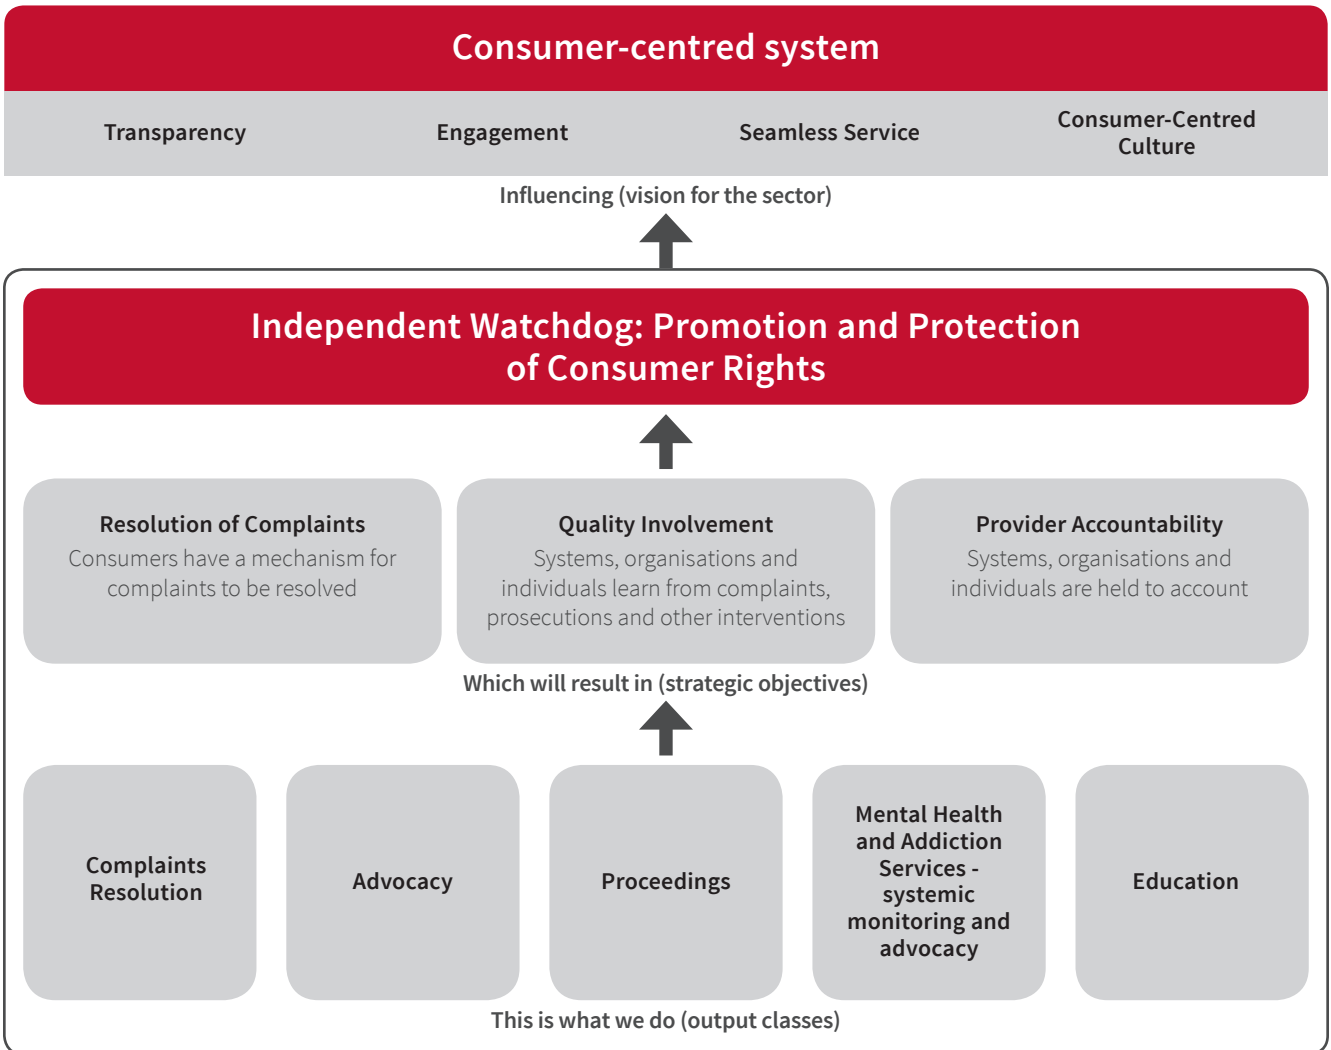 Consumer-centred system
Transparency
Engagement
Seamless Service
Consumer-Centred
Culture
Influencing (vision for the sector)
Independent Watchdog: Promotion and Protection
of Consumer Rights
Resolution of Complaints
Consumers have a mechanism for
complaints to be resolved
Quality Involvement
Systems, organisations and
individuals learn from complaints,
prosecutions and other interventions
Provider Accountability
Systems, organisations and
individuals are held to account
Which will result in (strategic objectives)
Complaints
Resolution
Advocacy
Proceedings
Mental Health
and Addiction
Services -
systemic
monitoring and
advocacy
Education
This is what we do (output classes)